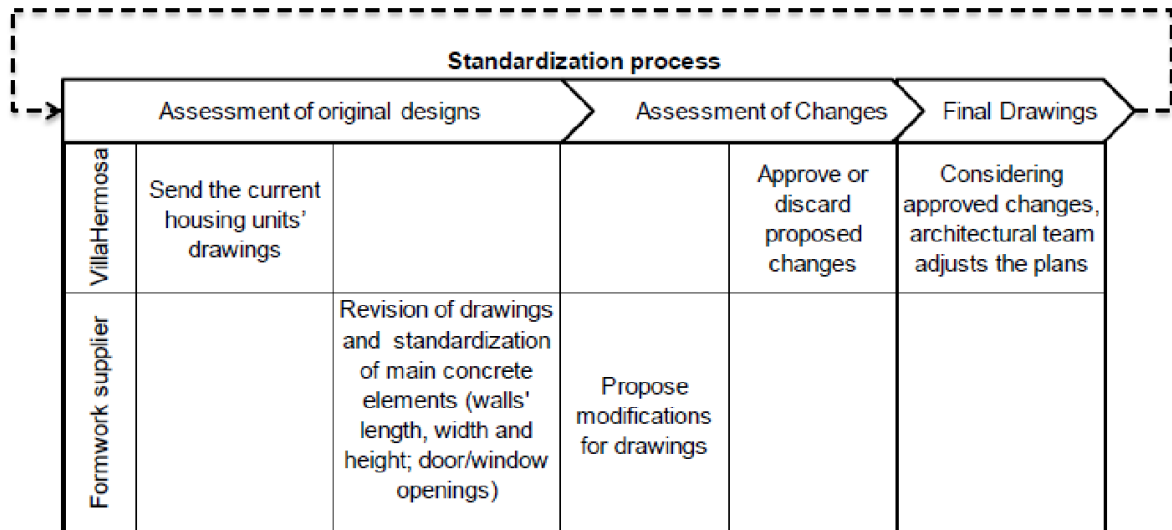 Standardization process
Assessment of original designs
Assessment of Changes
Final Drawings
VillaHermosa
Send the current
housing units’
drawings
Approve or
discard
proposed
changes
Considering
approved changes,
architectural team
adjusts the plans
Formwork supplier
Revision of drawings
and standardization
of main concrete
elements (walls'
length, width and
height; door/window
openings)
Propose
modifications
for drawings